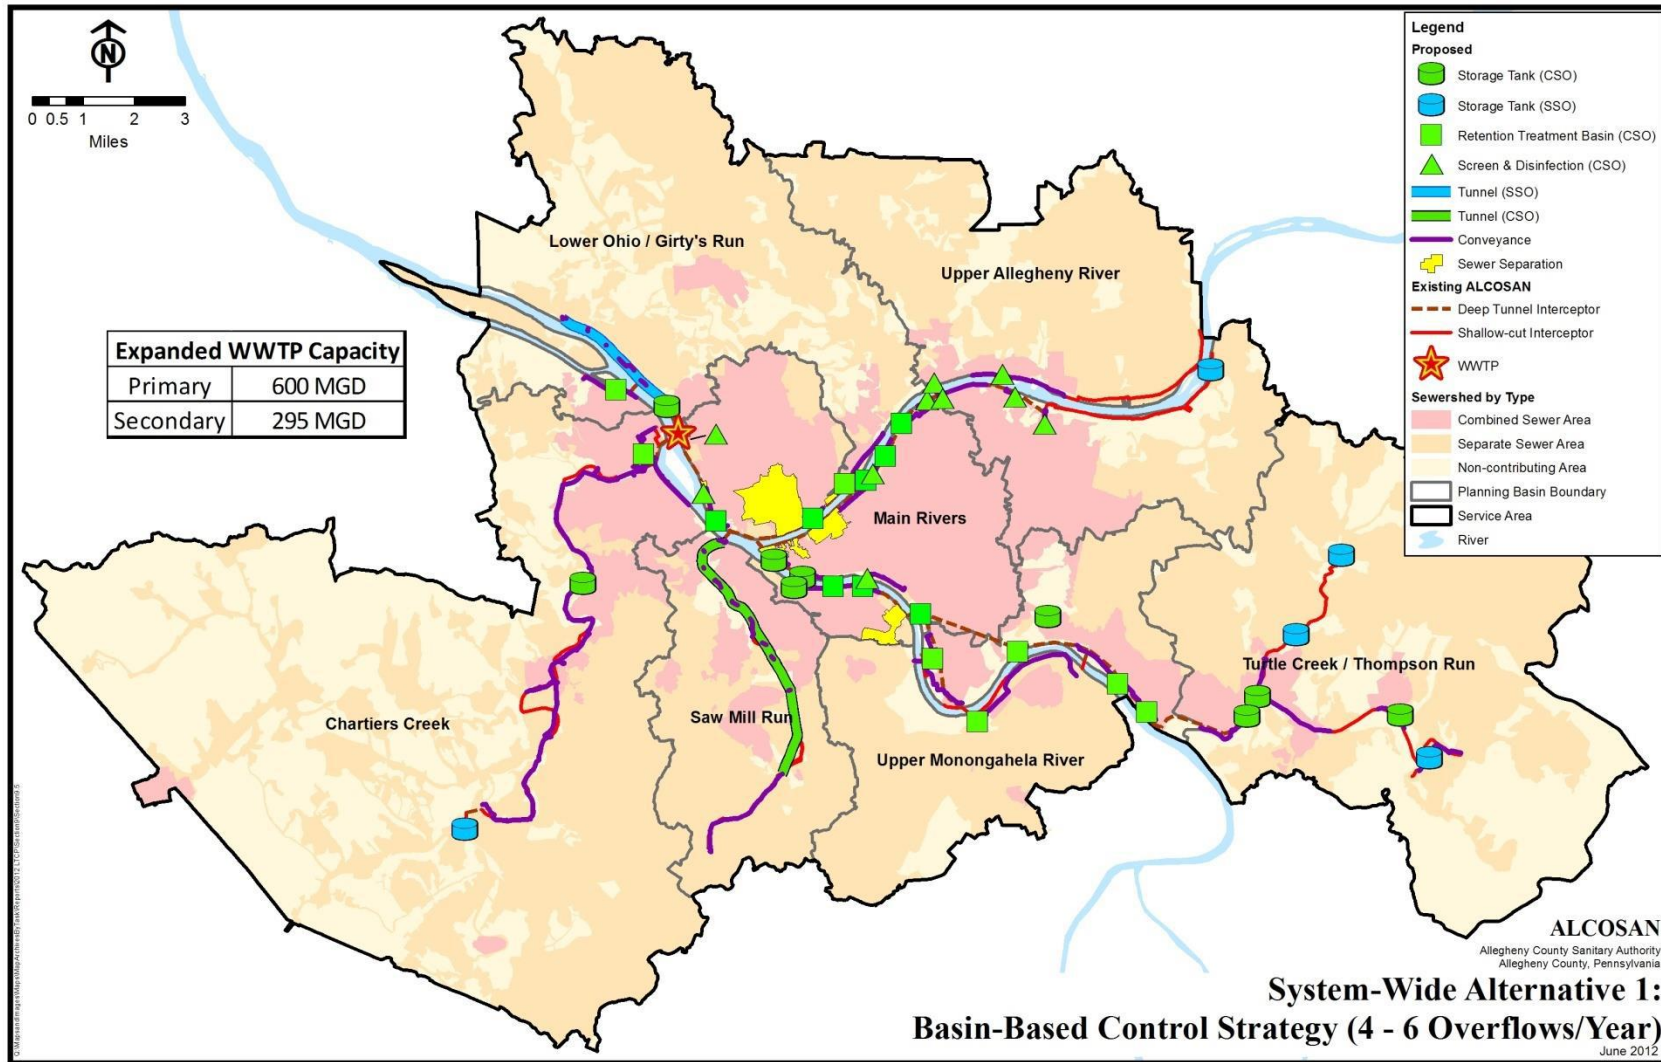 N
0 0.5 1 2 3
Miles
Expanded WWTP Capacity
Primary 600 MGD
Secondary 295 MGD
Lower Ohio / Girty's Run
Upper Allegheny River
Main Rivers
Turtle Creek / Thompson Run
Chartiers Creek
Saw Mill Run
Upper Monongahela River
Legend
Proposed
Storage Tank (CSO)
Storage Tank (SSO)
Retention Treatment Basin (CSO)
Screen & Disinfection (CSO)
Tunnel (SSO)
Tunnel (CSO)
Conveyance
Sewer Separation
Existing ALCOSAN
Deep Tunnel Interceptor
Shallow-cut Interceptor
WWTP
Sewershed by Type
Combined Sewer Area
Separate Sewer Area
Non-contributing Area
Planning Basin Boundary
Service Area
River
ALCOSAN
Allegheny County Sanitary Authority
Allegheny County, Pennsylvania
System-Wide Alternative 1:
Basin-Based Control Strategy (4 - 6 Overflows/Year)
June 2012